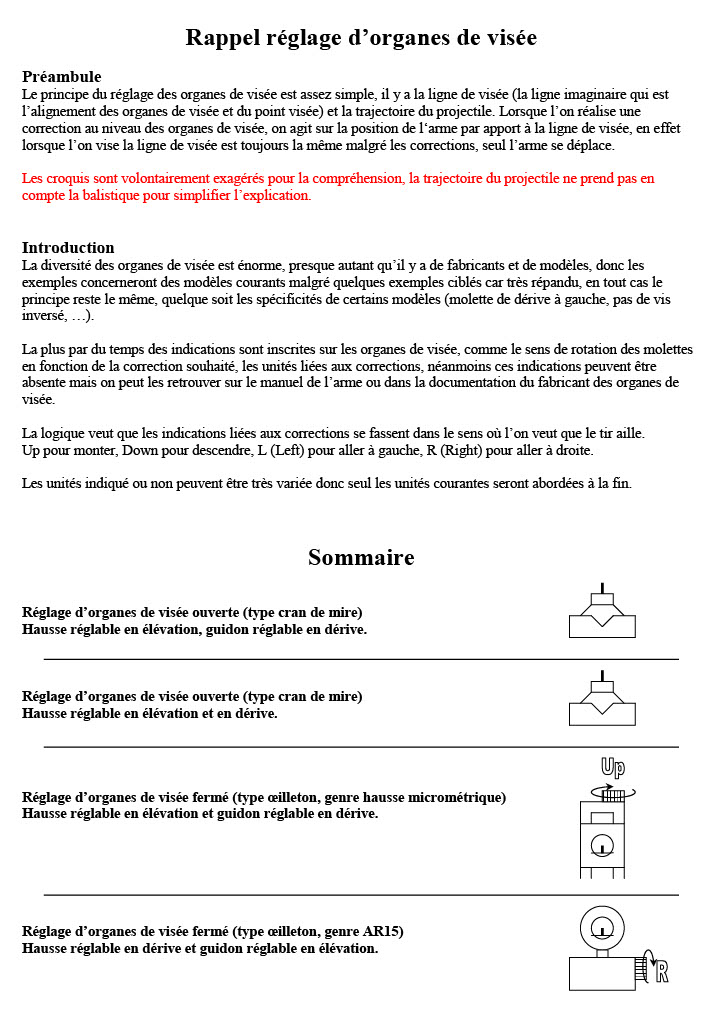 Rappel réglage d’organes de visée
Préambule
Le principe du réglage des organes de visée est assez simple, il y a la ligne de visée (la ligne imaginaire qui est
l’alignement des organes de visée et du point visée) et la trajectoire du projectile. Lorsque l’on réalise une
correction au niveau des organes de visée, on agit sur la position de l‘arme par apport à la ligne de visée, en effet
lorsque l’on vise la ligne de visée est toujours la même malgré les corrections, seul l’arme se déplace.
Les croquis sont volontairement exagérés pour la compréhension, la trajectoire du projectile ne prend pas en
compte la balistique pour simplifier l’explication.
Introduction
La diversité des organes de visée est énorme, presque autant qu’il y a de fabricants et de modèles, donc les
exemples concerneront des modèles courants malgré quelques exemples ciblés car très répandu, en tout cas le
principe reste le même, quelque soit les spécificités de certains modèles (molette de dérive à gauche, pas de vis
inversé, …).
La plus par du temps des indications sont inscrites sur les organes de visée, comme le sens de rotation des molettes
en fonction de la correction souhaité, les unités liées aux corrections, néanmoins ces indications peuvent être
absente mais on peut les retrouver sur le manuel de l’arme ou dans la documentation du fabricant des organes de
visée.
La logique veut que les indications liées aux corrections se fassent dans le sens où l’on veut que le tir aille.
Up pour monter, Down pour descendre, L (Left) pour aller à gauche, R (Right) pour aller à droite.
Les unités indiqué ou non peuvent être très variée donc seul les unités courantes seront abordées à la fin.
Sommaire
Réglage d’organes de visée ouverte (type cran de mire)
Hausse réglable en élévation, guidon réglable en dérive.
Réglage d’organes de visée ouverte (type cran de mire)
Hausse réglable en élévation et en dérive.
Up
Réglage d’organes de visée fermé (type œilleton, genre hausse micrométrique)
Hausse réglable en élévation et guidon réglable en dérive.
Réglage d’organes de visée fermé (type œilleton, genre AR15)
Hausse réglable en dérive et guidon réglable en élévation.
R